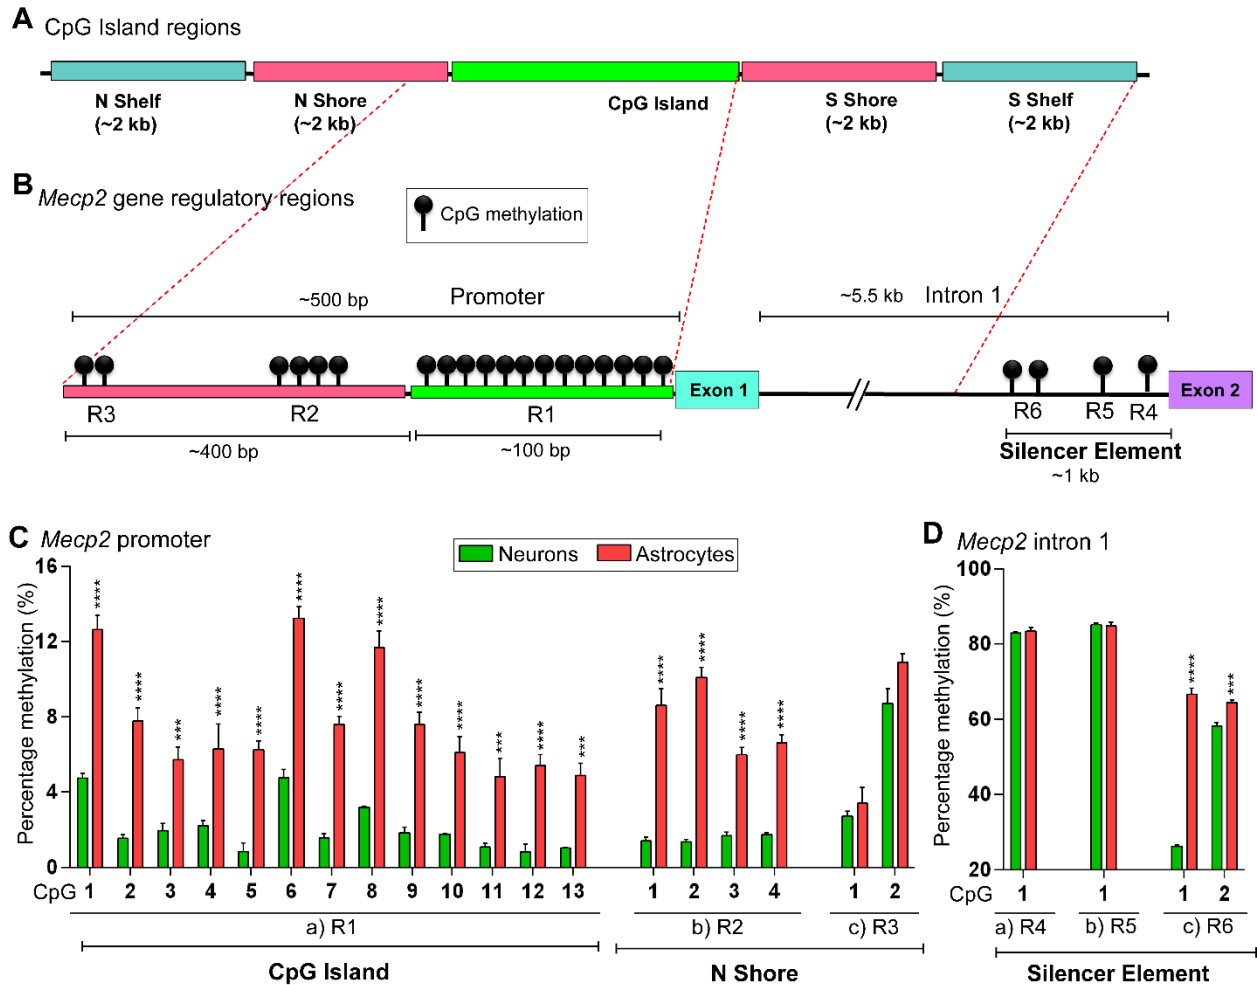 A CpG Island regions
N Shelf
(~2 kb)
N Shore
(~2 kb)
CpG Island
S Shore
(~2 kb)
S Shelf
(~2 kb)
B Mecp2 gene regulatory regions
CpG methylation
~500 bp Promoter
~5.5 kb Intron 1
Exon 1
Exon 2
R3 R2 R1 R6 R5 R4
~400 bp ~100 bp
Silencer Element
~1 kb
C Mecp2 promoter
Neurons Astrocytes
Percentage methylation (%)
16
12
8
4
0
**** **** *** **** **** **** **** **** **** **** *** **** ***
**** **** **** ****
CpG 1 2 3 4 5 6 7 8 9 10 11 12 13 1 2 3 4 1 2
a) R1 b) R2 c) R3
CpG Island N Shore
D Mecp2 intron 1
Percentage methylation (%)
100
80
60
40
20
**** ***
CpG 1 1 1 2
a) R4 b) R5 c) R6
Silencer Element